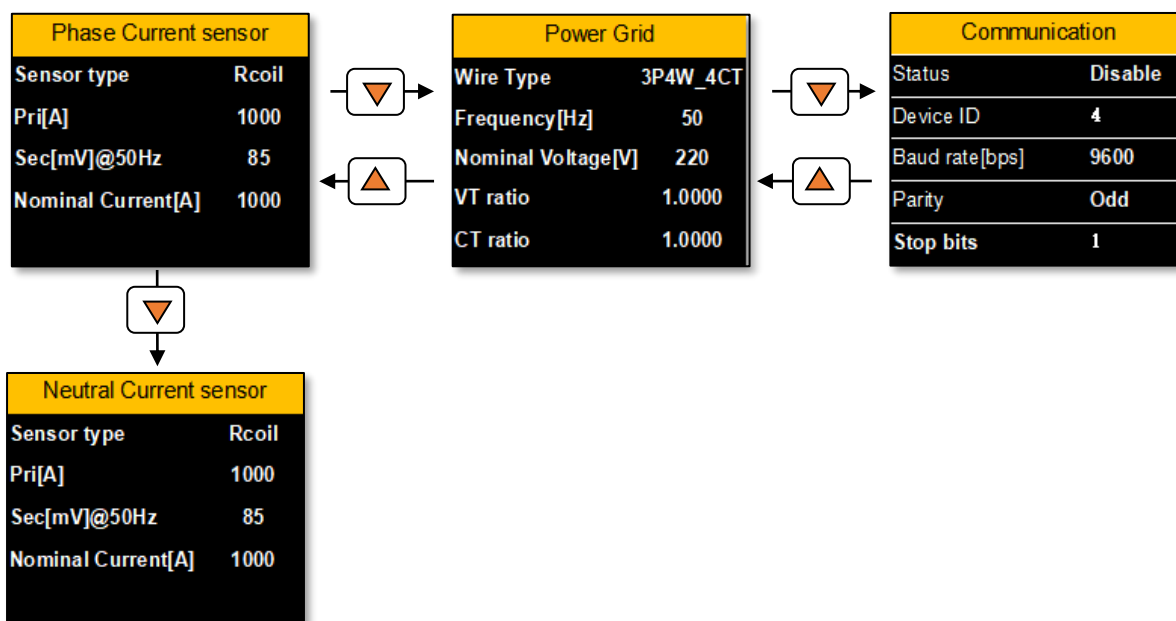 Phase Current sensor
Sensor type Rcoil
Pri[A] 1000
Sec[mV]@50Hz 85
Nominal Current[A] 1000
Power Grid
Wire Type 3P4W_4CT
Frequency[Hz] 50
Nominal Voltage[V] 220
VT ratio 1.0000
CT ratio 1.0000
Communication
Status Disable
Device ID 4
Baud rate[bps] 9600
Parity Odd
Stop bits 1
Neutral Current sensor
Sensor type Rcoil
Pri[A] 1000
Sec[mV]@50Hz 85
Nominal Current[A] 1000